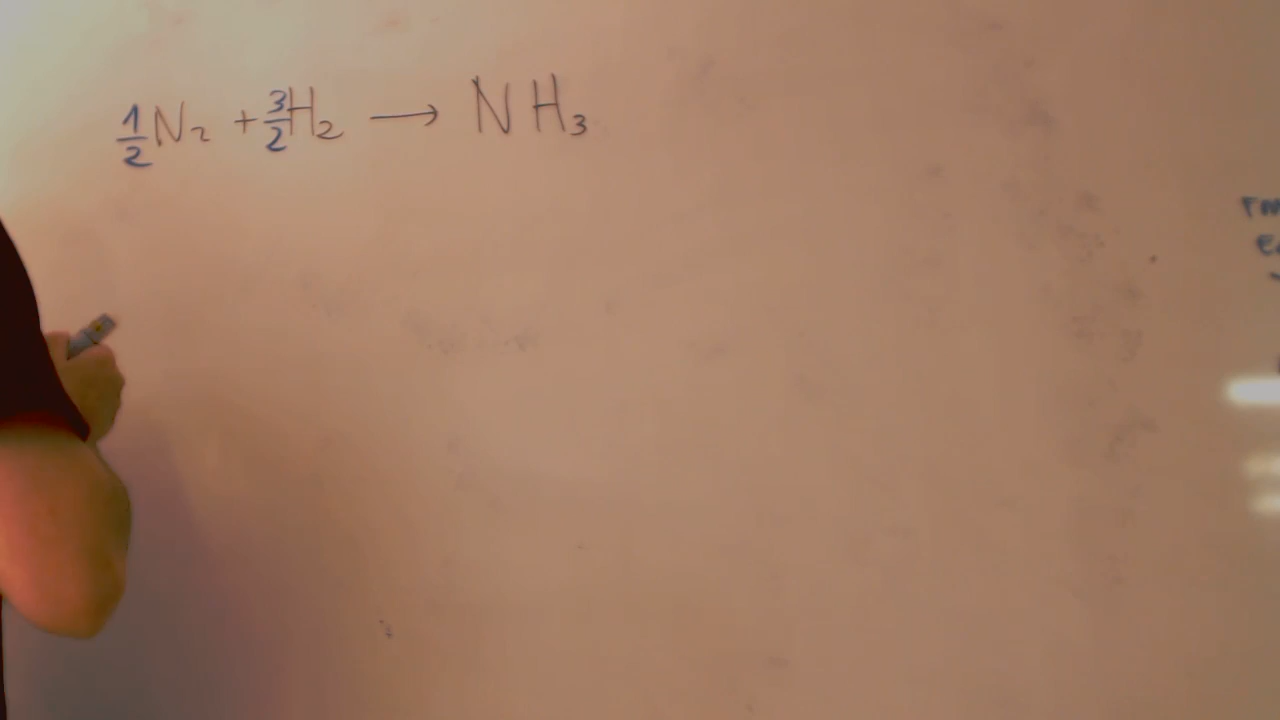 ½N₂ + 3/2 H₂ → NH₃